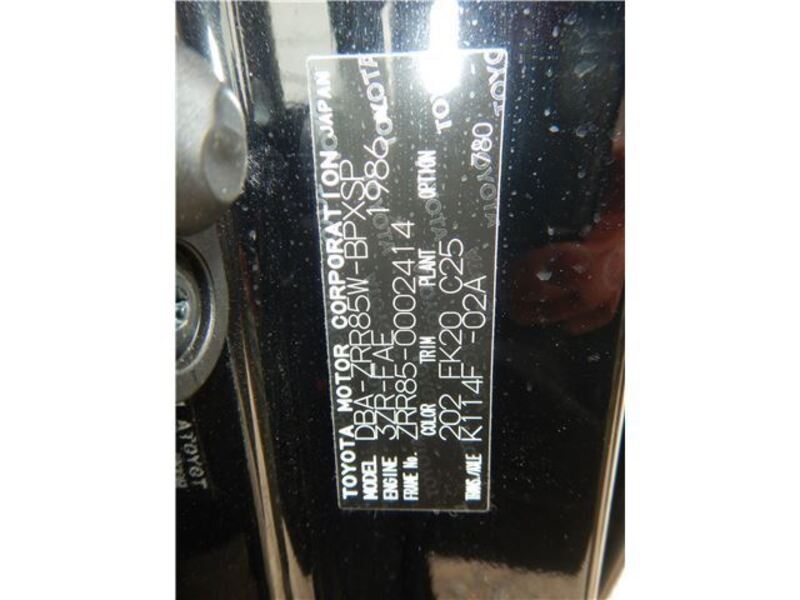 TOYOTA MOTOR CORPORATION JAPAN
MODEL DBA-ZRR85W-BPXSP
ENGINE 3ZR-FAE 1986
FRAME No. ZRR85-0002414
COLOR TRIM PLANT OPTION
202 FK20 C25
TRNS/AXLE K114F -02A 780